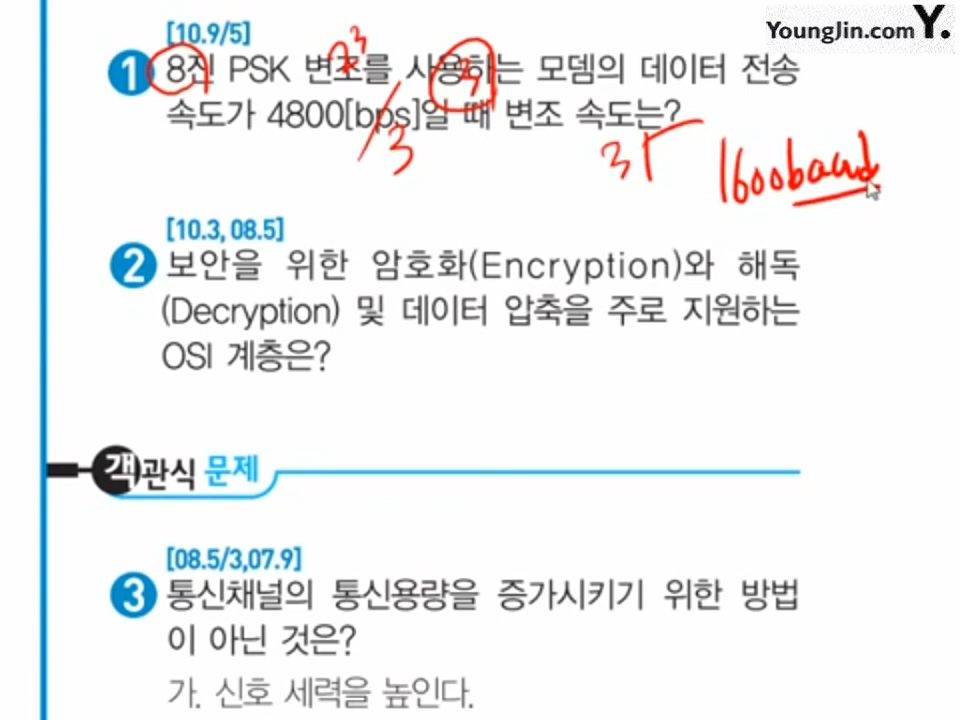 YoungJin.com Y.
[10.9/5]
1 8진 PSK 변조를 사용하는 모뎀의 데이터 전송
2³
3
속도가 4800[bps]일 때 변조 속도는?
/3
3
1600baud
[10.3, 08.5]
2 보안을 위한 암호화(Encryption)와 해독
(Decryption) 및 데이터 압축을 주로 지원하는
OSI 계층은?
객관식 문제
[08.5/3,07.9]
3 통신채널의 통신용량을 증가시키기 위한 방법
이 아닌 것은?
가. 신호 세력을 높인다.